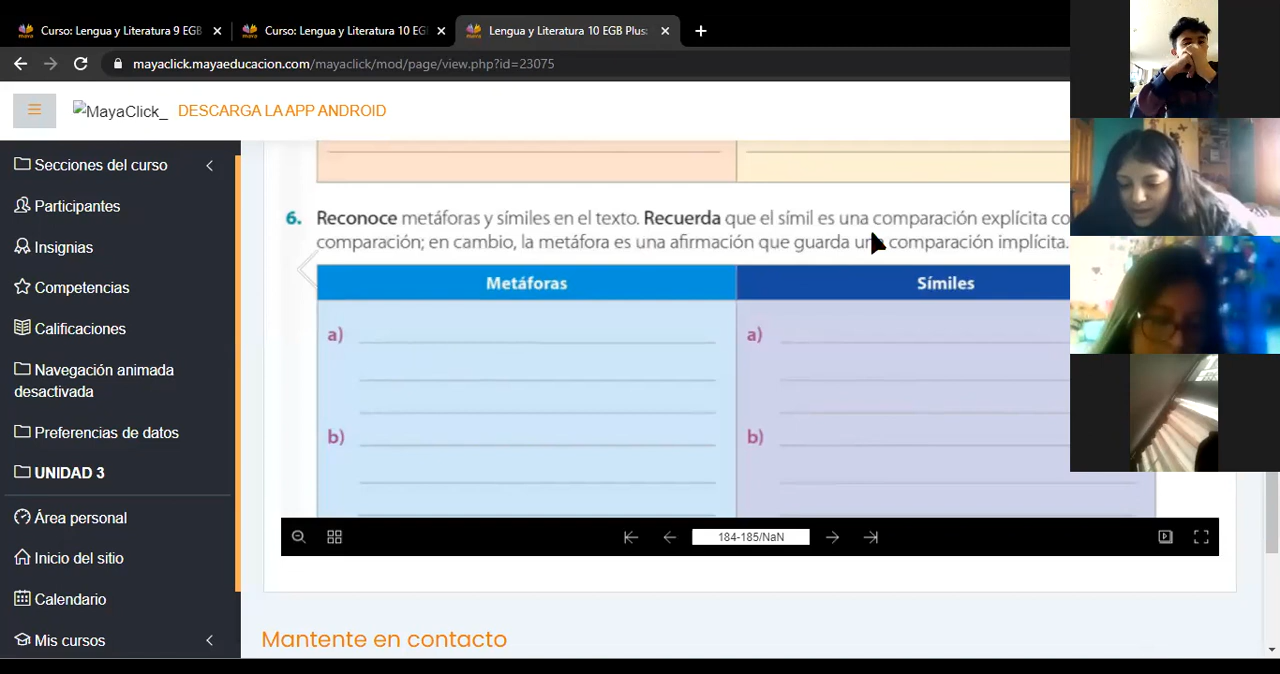 Curso: Lengua y Literatura 9 EGB
Curso: Lengua y Literatura 10 EG
Lengua y Literatura 10 EGB Plus
mayaclick.mayaeducacion.com/mayaclick/mod/page/view.php?id=23075
MayaClick_
DESCARGA LA APP ANDROID
Secciones del curso
Participantes
Insignias
Competencias
Calificaciones
Navegación animada
desactivada
Preferencias de datos
UNIDAD 3
Área personal
Inicio del sitio
Calendario
Mis cursos
6. Reconoce metáforas y símiles en el texto. Recuerda que el símil es una comparación explícita co
comparación; en cambio, la metáfora es una afirmación que guarda una comparación implícita.
Metáforas
Símiles
a)
a)
b)
b)
184-185/NaN
Mantente en contacto